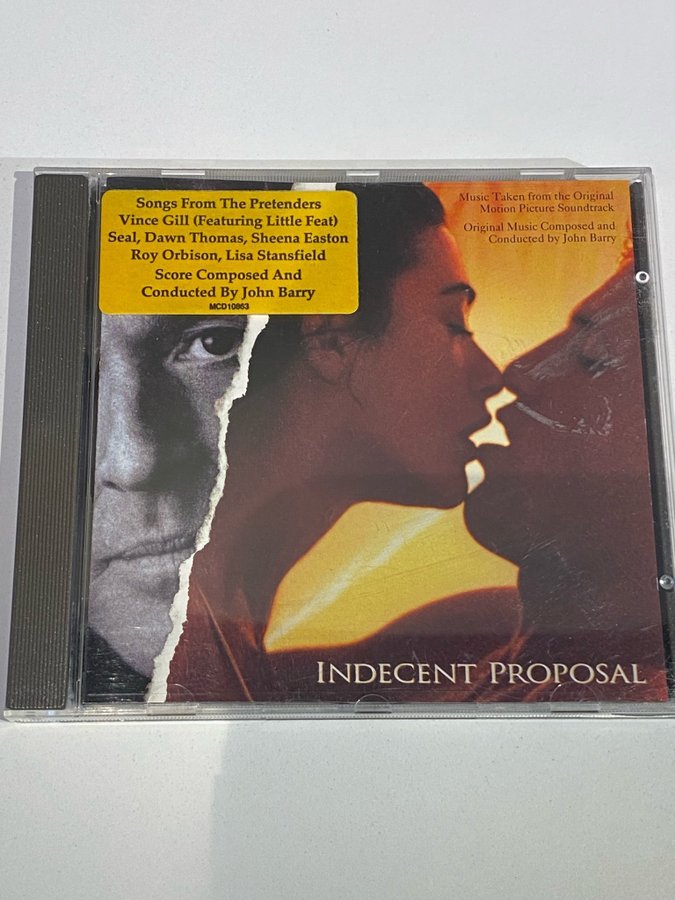 Songs From The Pretenders
Vince Gill (Featuring Little Feat)
Seal, Dawn Thomas, Sheena Easton
Roy Orbison, Lisa Stansfield
Score Composed And
Conducted By John Barry
MCD10863
Music Taken from the Original
Motion Picture Soundtrack
Original Music Composed and
Conducted by John Barry
INDECENT PROPOSAL